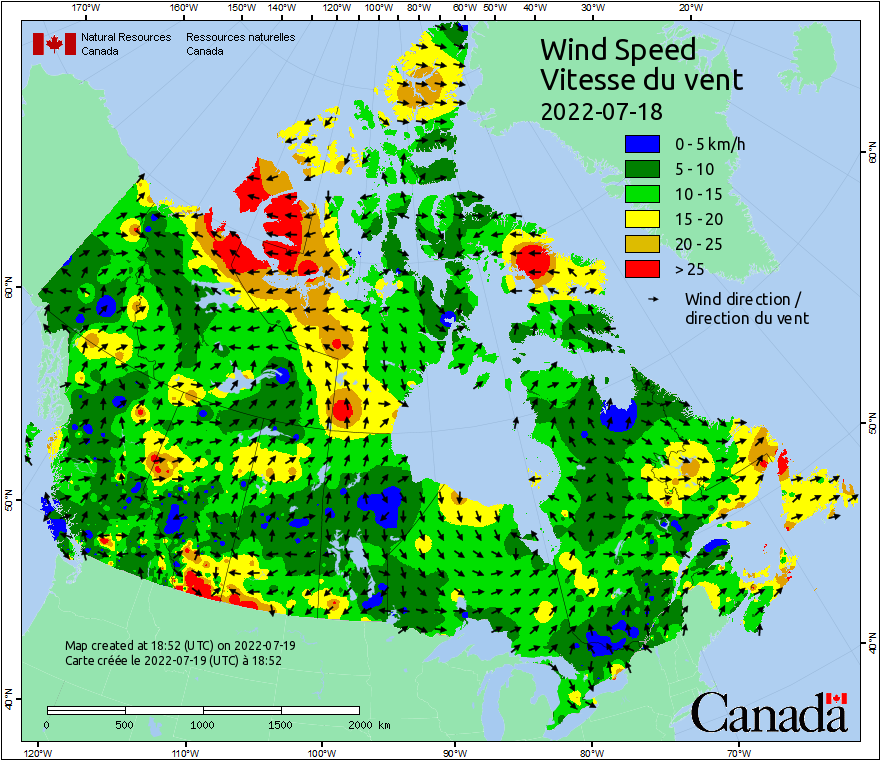 170°W 160°W 150°W 140°W 120°W 100°W 80°W 60°W 50°W 40°W 30°W 20°W
Natural Resources Ressources naturelles
Canada Canada
Wind Speed
Vitesse du vent
2022-07-18
0 - 5 km/h
5 - 10
10 - 15
15 - 20
20 - 25
> 25
Wind direction /
direction du vent
60°N
60°N
50°N
50°N
40°N
40°N
Map created at 18:52 (UTC) on 2022-07-19
Carte créée le 2022-07-19 (UTC) à 18:52
0 500 1000 1500 2000 km
Canada
120°W 110°W 100°W 90°W 80°W 70°W